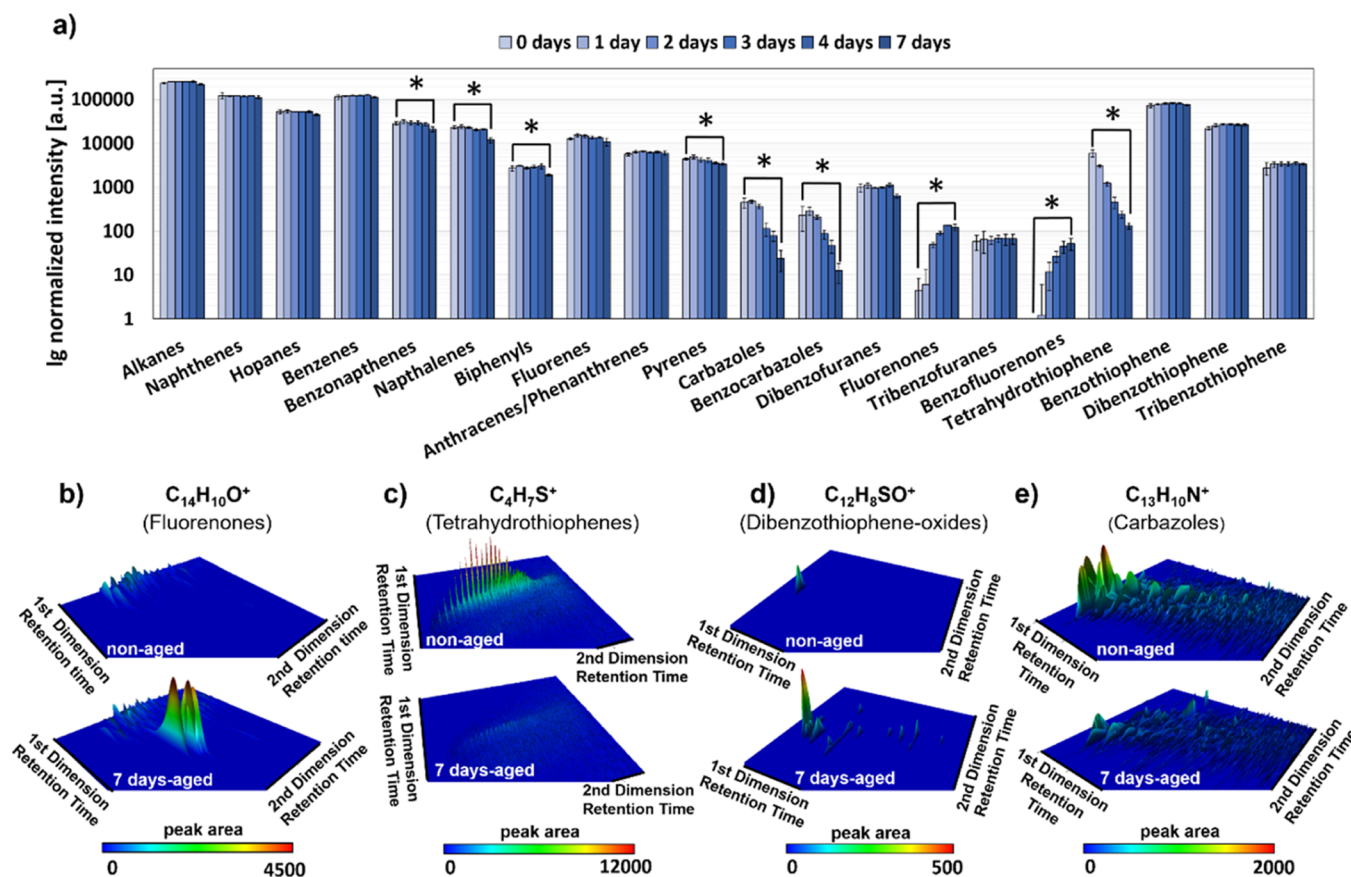 a)
0 days 1 day 2 days 3 days 4 days 7 days
lg normalized intensity [a.u.]
100000
10000
1000
100
10
1
* * * * * * * * *
Alkanes
Naphthenes
Hopanes
Benzenes
Benzonapthenes
Napthalenes
Biphenyls
Fluorenes
Anthracenes/Phenanthrenes
Pyrenes
Carbazoles
Benzocarbazoles
Dibenzofuranes
Fluorenones
Tribenzofuranes
Benzofluorenones
Tetrahydrothiophene
Benzothiophene
Dibenzothiophene
Tribenzothiophene
b)
C14H10O+
(Fluorenones)
1st Dimension
Retention time
non-aged
2nd Dimension
Retention time
1st Dimension
Retention Time
7 days-aged
2nd Dimension
Retention Time
peak area
0 4500
c)
C4H7S+
(Tetrahydrothiophenes)
1st Dimension
Retention Time
non-aged
2nd Dimension
Retention Time
1st Dimension
Retention Time
7 days-aged
2nd Dimension
Retention Time
peak area
0 12000
d)
C12H8SO+
(Dibenzothiophene-oxides)
non-aged
1st Dimension
Retention Time
2nd Dimension
Retention Time
7 days-aged
1st Dimension
Retention Time
2nd Dimension
Retention Time
peak area
0 500
e)
C13H10N+
(Carbazoles)
1st Dimension
Retention
Time
non-aged
2nd Dimension
Retention Time
1st Dimension
Retention
Time
7 days-aged
2nd Dimension
Retention Time
peak area
0 2000